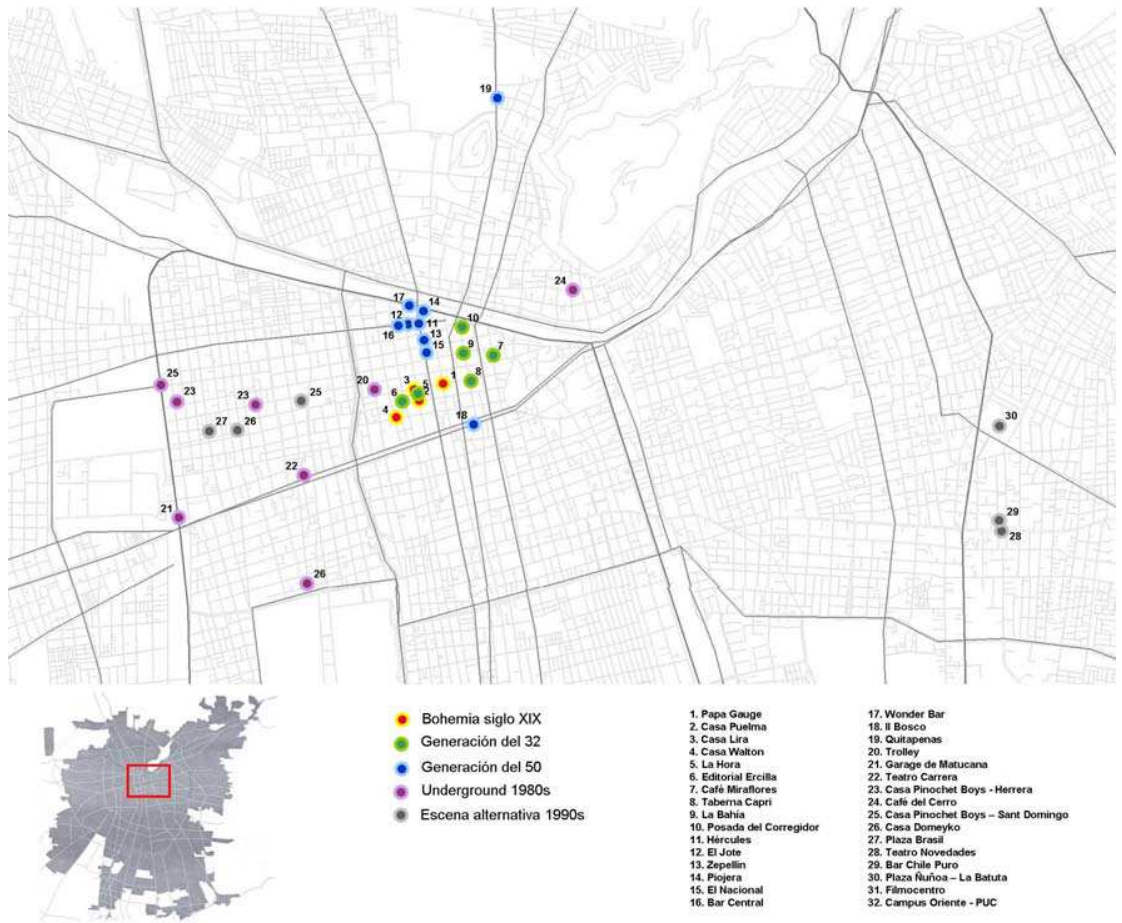 19
24
17
14
12
11
10
16
13
9
7
15
25
20
3
5
1
8
23
23
25
6
2
4
18
27
26
30
22
21
29
28
26
Bohemia siglo XIX
Generación del 32
Generación del 50
Underground 1980s
Escena alternativa 1990s
1. Papa Gauge
2. Casa Puelma
3. Casa Lira
4. Casa Walton
5. La Hora
6. Editorial Ercilla
7. Café Miraflores
8. Taberna Capri
9. La Bahía
10. Posada del Corregidor
11. Hércules
12. El Jote
13. Zepellin
14. Piojera
15. El Nacional
16. Bar Central
17. Wonder Bar
18. Il Bosco
19. Quitapenas
20. Trolley
21. Garage de Matucana
22. Teatro Carrera
23. Casa Pinochet Boys - Herrera
24. Café del Cerro
25. Casa Pinochet Boys – Sant Domingo
26. Casa Domeyko
27. Plaza Brasil
28. Teatro Novedades
29. Bar Chile Puro
30. Plaza Ñuñoa – La Batuta
31. Filmocentro
32. Campus Oriente - PUC